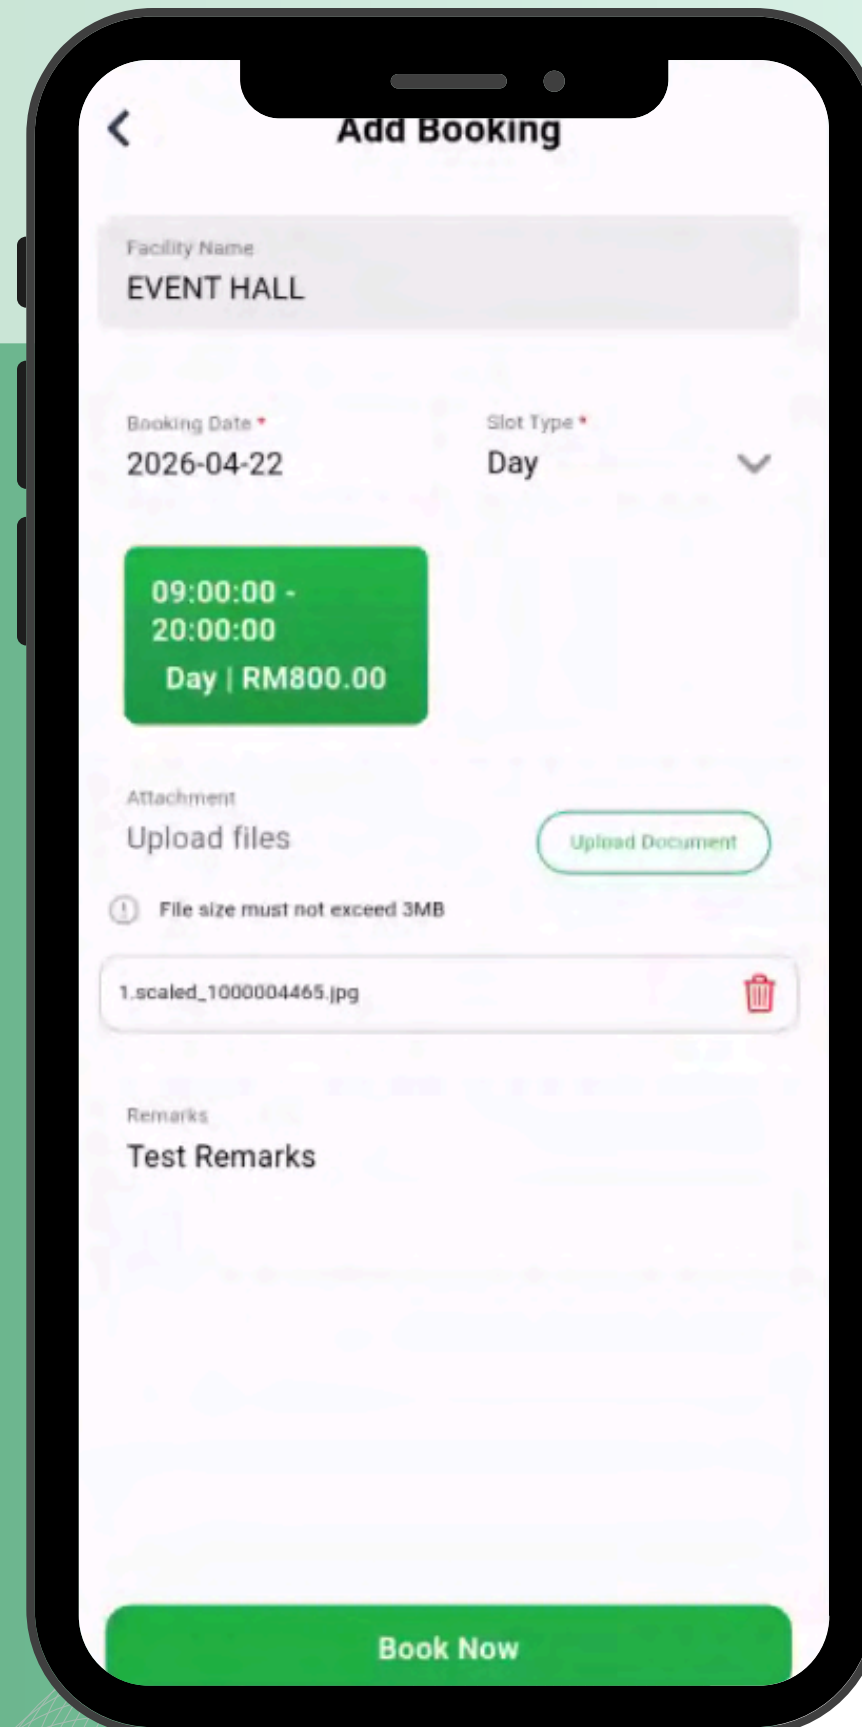 Add Booking
Facility Name
EVENT HALL
Booking Date *
2026-04-22
Slot Type *
Day
09:00:00 -
20:00:00
Day | RM800.00
Attachment
Upload files
Upload Document
File size must not exceed 3MB
1.scaled_1000004465.jpg
Remarks
Test Remarks
Book Now